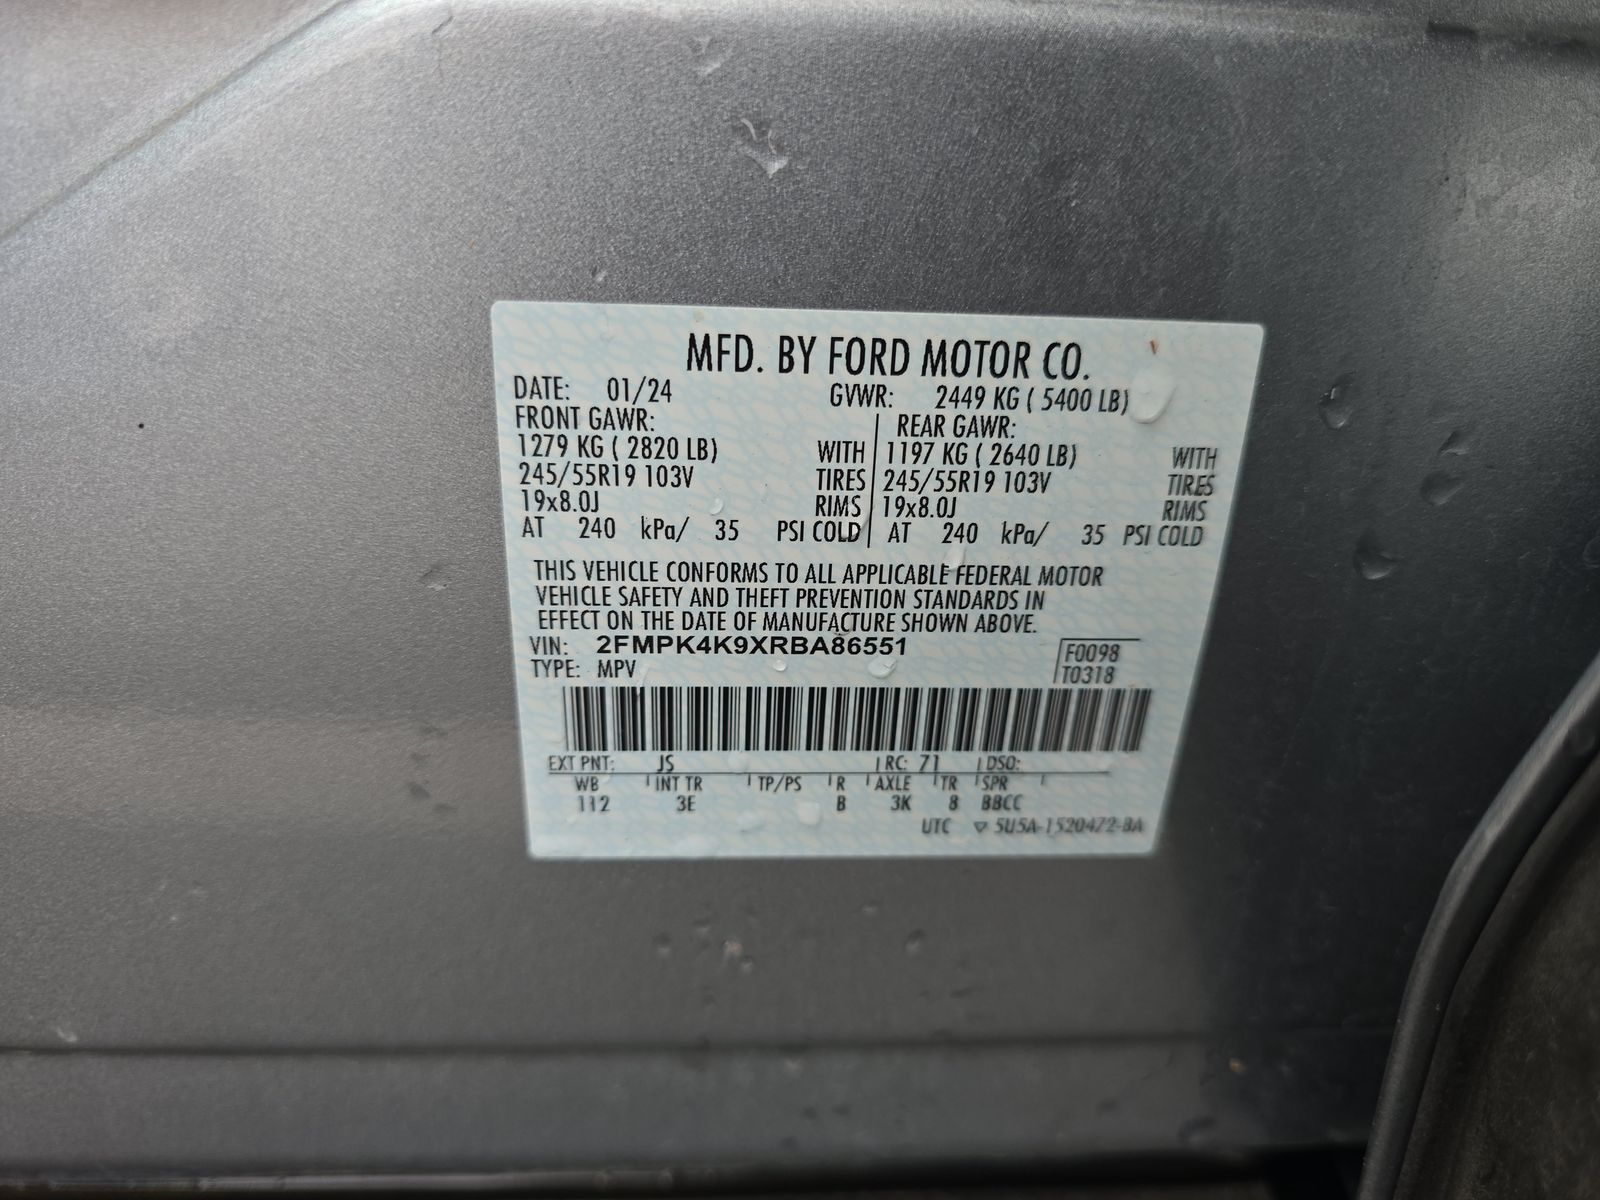 MFD. BY FORD MOTOR CO.
DATE: 01/24 GVWR: 2449 KG ( 5400 LB)
FRONT GAWR: REAR GAWR:
1279 KG ( 2820 LB) WITH 1197 KG ( 2640 LB) WITH
245/55R19 103V TIRES 245/55R19 103V TIRES
19x8.0J RIMS 19x8.0J RIMS
AT 240 kPa/ 35 PSI COLD AT 240 kPa/ 35 PSI COLD
THIS VEHICLE CONFORMS TO ALL APPLICABLE FEDERAL MOTOR
VEHICLE SAFETY AND THEFT PREVENTION STANDARDS IN
EFFECT ON THE DATE OF MANUFACTURE SHOWN ABOVE.
VIN: 2FMPK4K9XRBA86551 F0098
TYPE: MPV T0318
EXT PNT: JS RC: 71 DSO:
WB INT TR TP/PS R AXLE TR SPR
112 3E B 3K 8 BBCC
UTC ▽ 5U5A-1520472-BA